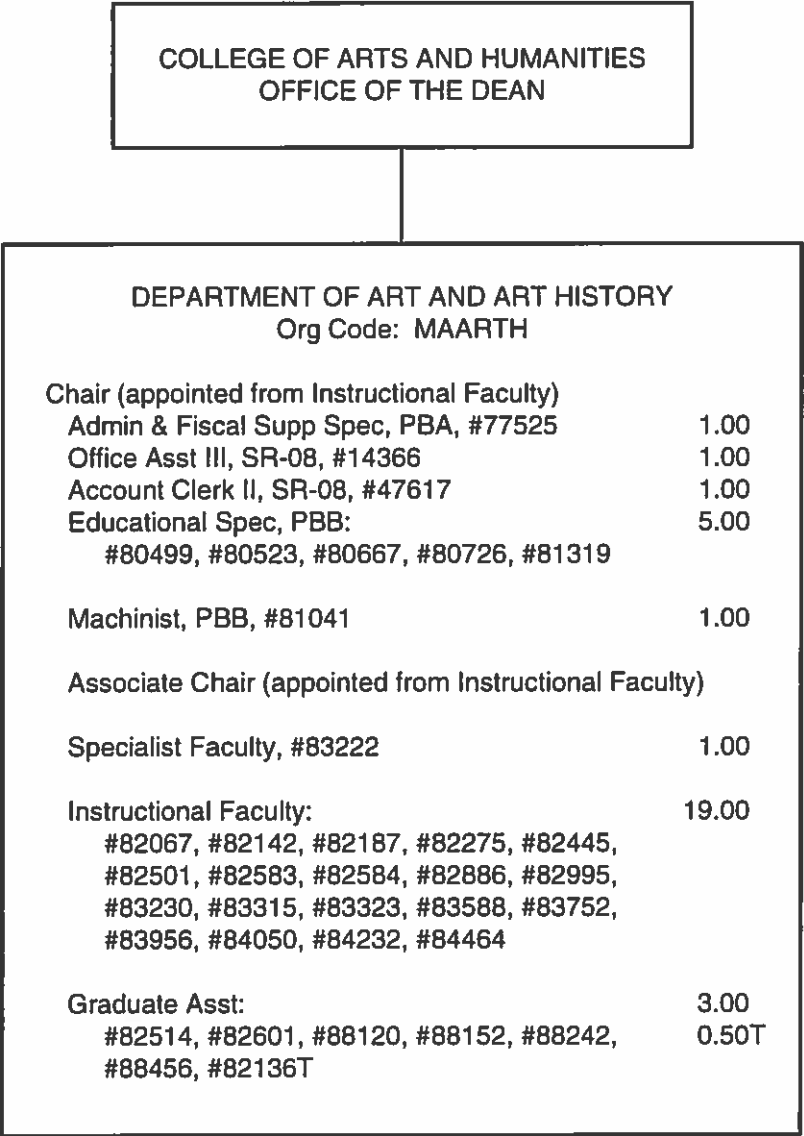 COLLEGE OF ARTS AND HUMANITIES
OFFICE OF THE DEAN
DEPARTMENT OF ART AND ART HISTORY
Org Code: MAARTH
Chair (appointed from Instructional Faculty)
Admin & Fiscal Supp Spec, PBA, #77525 1.00
Office Asst III, SR-08, #14366 1.00
Account Clerk II, SR-08, #47617 1.00
Educational Spec, PBB: 5.00
#80499, #80523, #80667, #80726, #81319
Machinist, PBB, #81041 1.00
Associate Chair (appointed from Instructional Faculty)
Specialist Faculty, #83222 1.00
Instructional Faculty: 19.00
#82067, #82142, #82187, #82275, #82445,
#82501, #82583, #82584, #82886, #82995,
#83230, #83315, #83323, #83588, #83752,
#83956, #84050, #84232, #84464
Graduate Asst: 3.00
#82514, #82601, #88120, #88152, #88242, 0.50T
#88456, #82136T